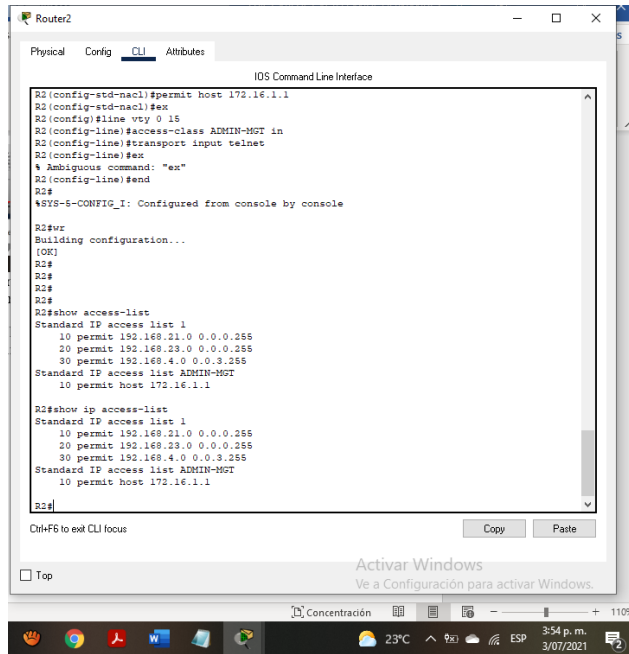 Router2
Physical Config CLI Attributes
IOS Command Line Interface
R2(config-std-nacl)#permit host 172.16.1.1
R2(config-std-nacl)#ex
R2(config)#line vty 0 15
R2(config-line)#access-class ADMIN-MGT in
R2(config-line)#transport input telnet
R2(config-line)#ex
% Ambiguous command: "ex"
R2(config-line)#end
R2#
%SYS-5-CONFIG_I: Configured from console by console
R2#wr
Building configuration...
[OK]
R2#
R2#
R2#
R2#
R2#show access-list
Standard IP access list 1
10 permit 192.168.21.0 0.0.0.255
20 permit 192.168.23.0 0.0.0.255
30 permit 192.168.4.0 0.0.3.255
Standard IP access list ADMIN-MGT
10 permit host 172.16.1.1
R2#show ip access-list
Standard IP access list 1
10 permit 192.168.21.0 0.0.0.255
20 permit 192.168.23.0 0.0.0.255
30 permit 192.168.4.0 0.0.3.255
Standard IP access list ADMIN-MGT
10 permit host 172.16.1.1
R2#
Ctrl+F6 to exit CLI focus
Copy Paste
Top
Activar Windows
Ve a Configuración para activar Windows.
Concentración - + 110
23°C ESP 3:54 p. m.
3/07/2021
2